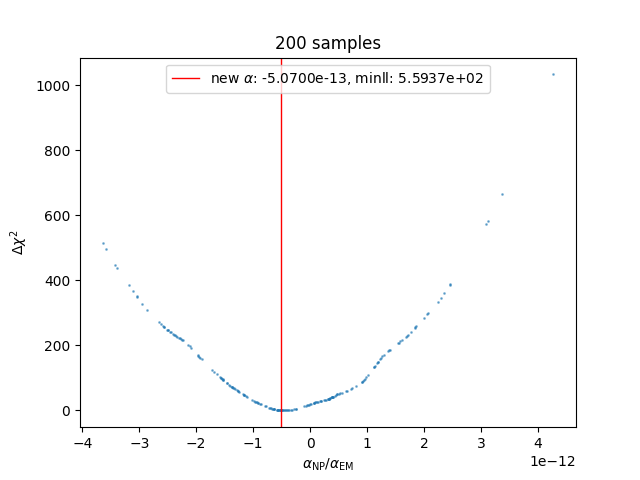 200 samples
new α: -5.0700e-13, minll: 5.5937e+02
1000
800
600
400
200
0
Δχ²
−4 −3 −2 −1 0 1 2 3 4
1e−12
α_NP/α_EM